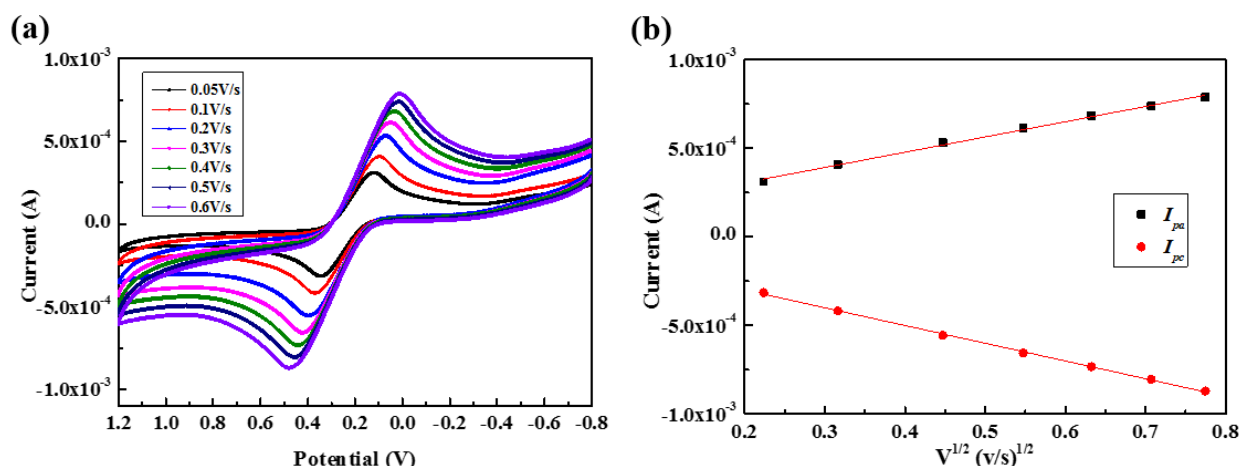 (a)
1.0x10⁻³
5.0x10⁻⁴
0.0
-5.0x10⁻⁴
-1.0x10⁻³
Current (A)
0.05V/s
0.1V/s
0.2V/s
0.3V/s
0.4V/s
0.5V/s
0.6V/s
1.2 1.0 0.8 0.6 0.4 0.2 0.0 -0.2 -0.4 -0.6 -0.8
Potential (V)
(b)
1.0x10⁻³
5.0x10⁻⁴
0.0
-5.0x10⁻⁴
-1.0x10⁻³
Current (A)
I pa
I pc
0.2 0.3 0.4 0.5 0.6 0.7 0.8
V1/2 (v/s)1/2